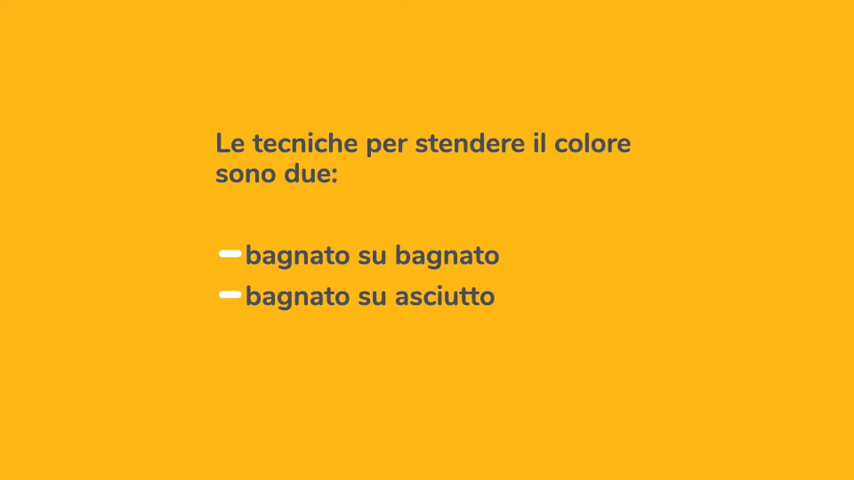 Le tecniche per stendere il colore
sono due:
bagnato su bagnato
bagnato su asciutto